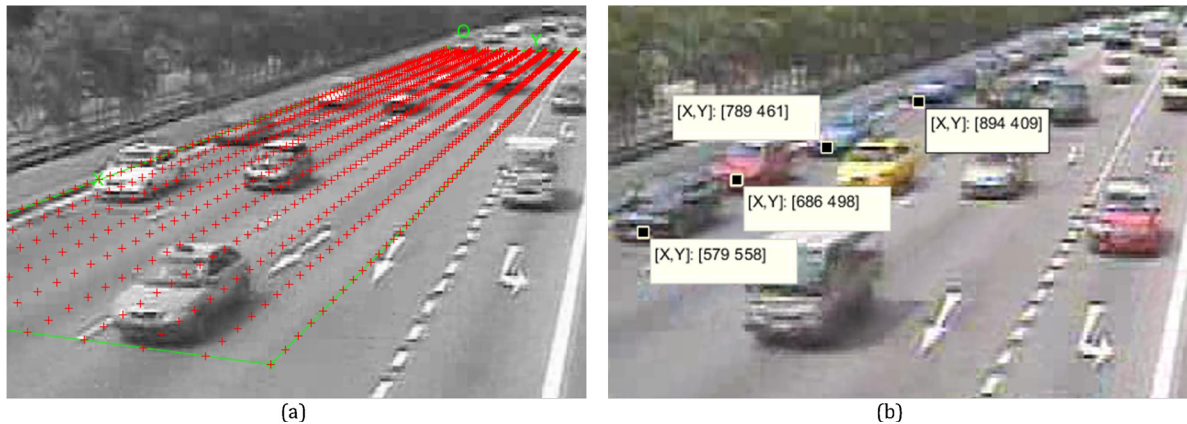 O
Y
X
[X,Y]: [789 461]
[X,Y]: [894 409]
[X,Y]: [686 498]
[X,Y]: [579 558]
(a)
(b)